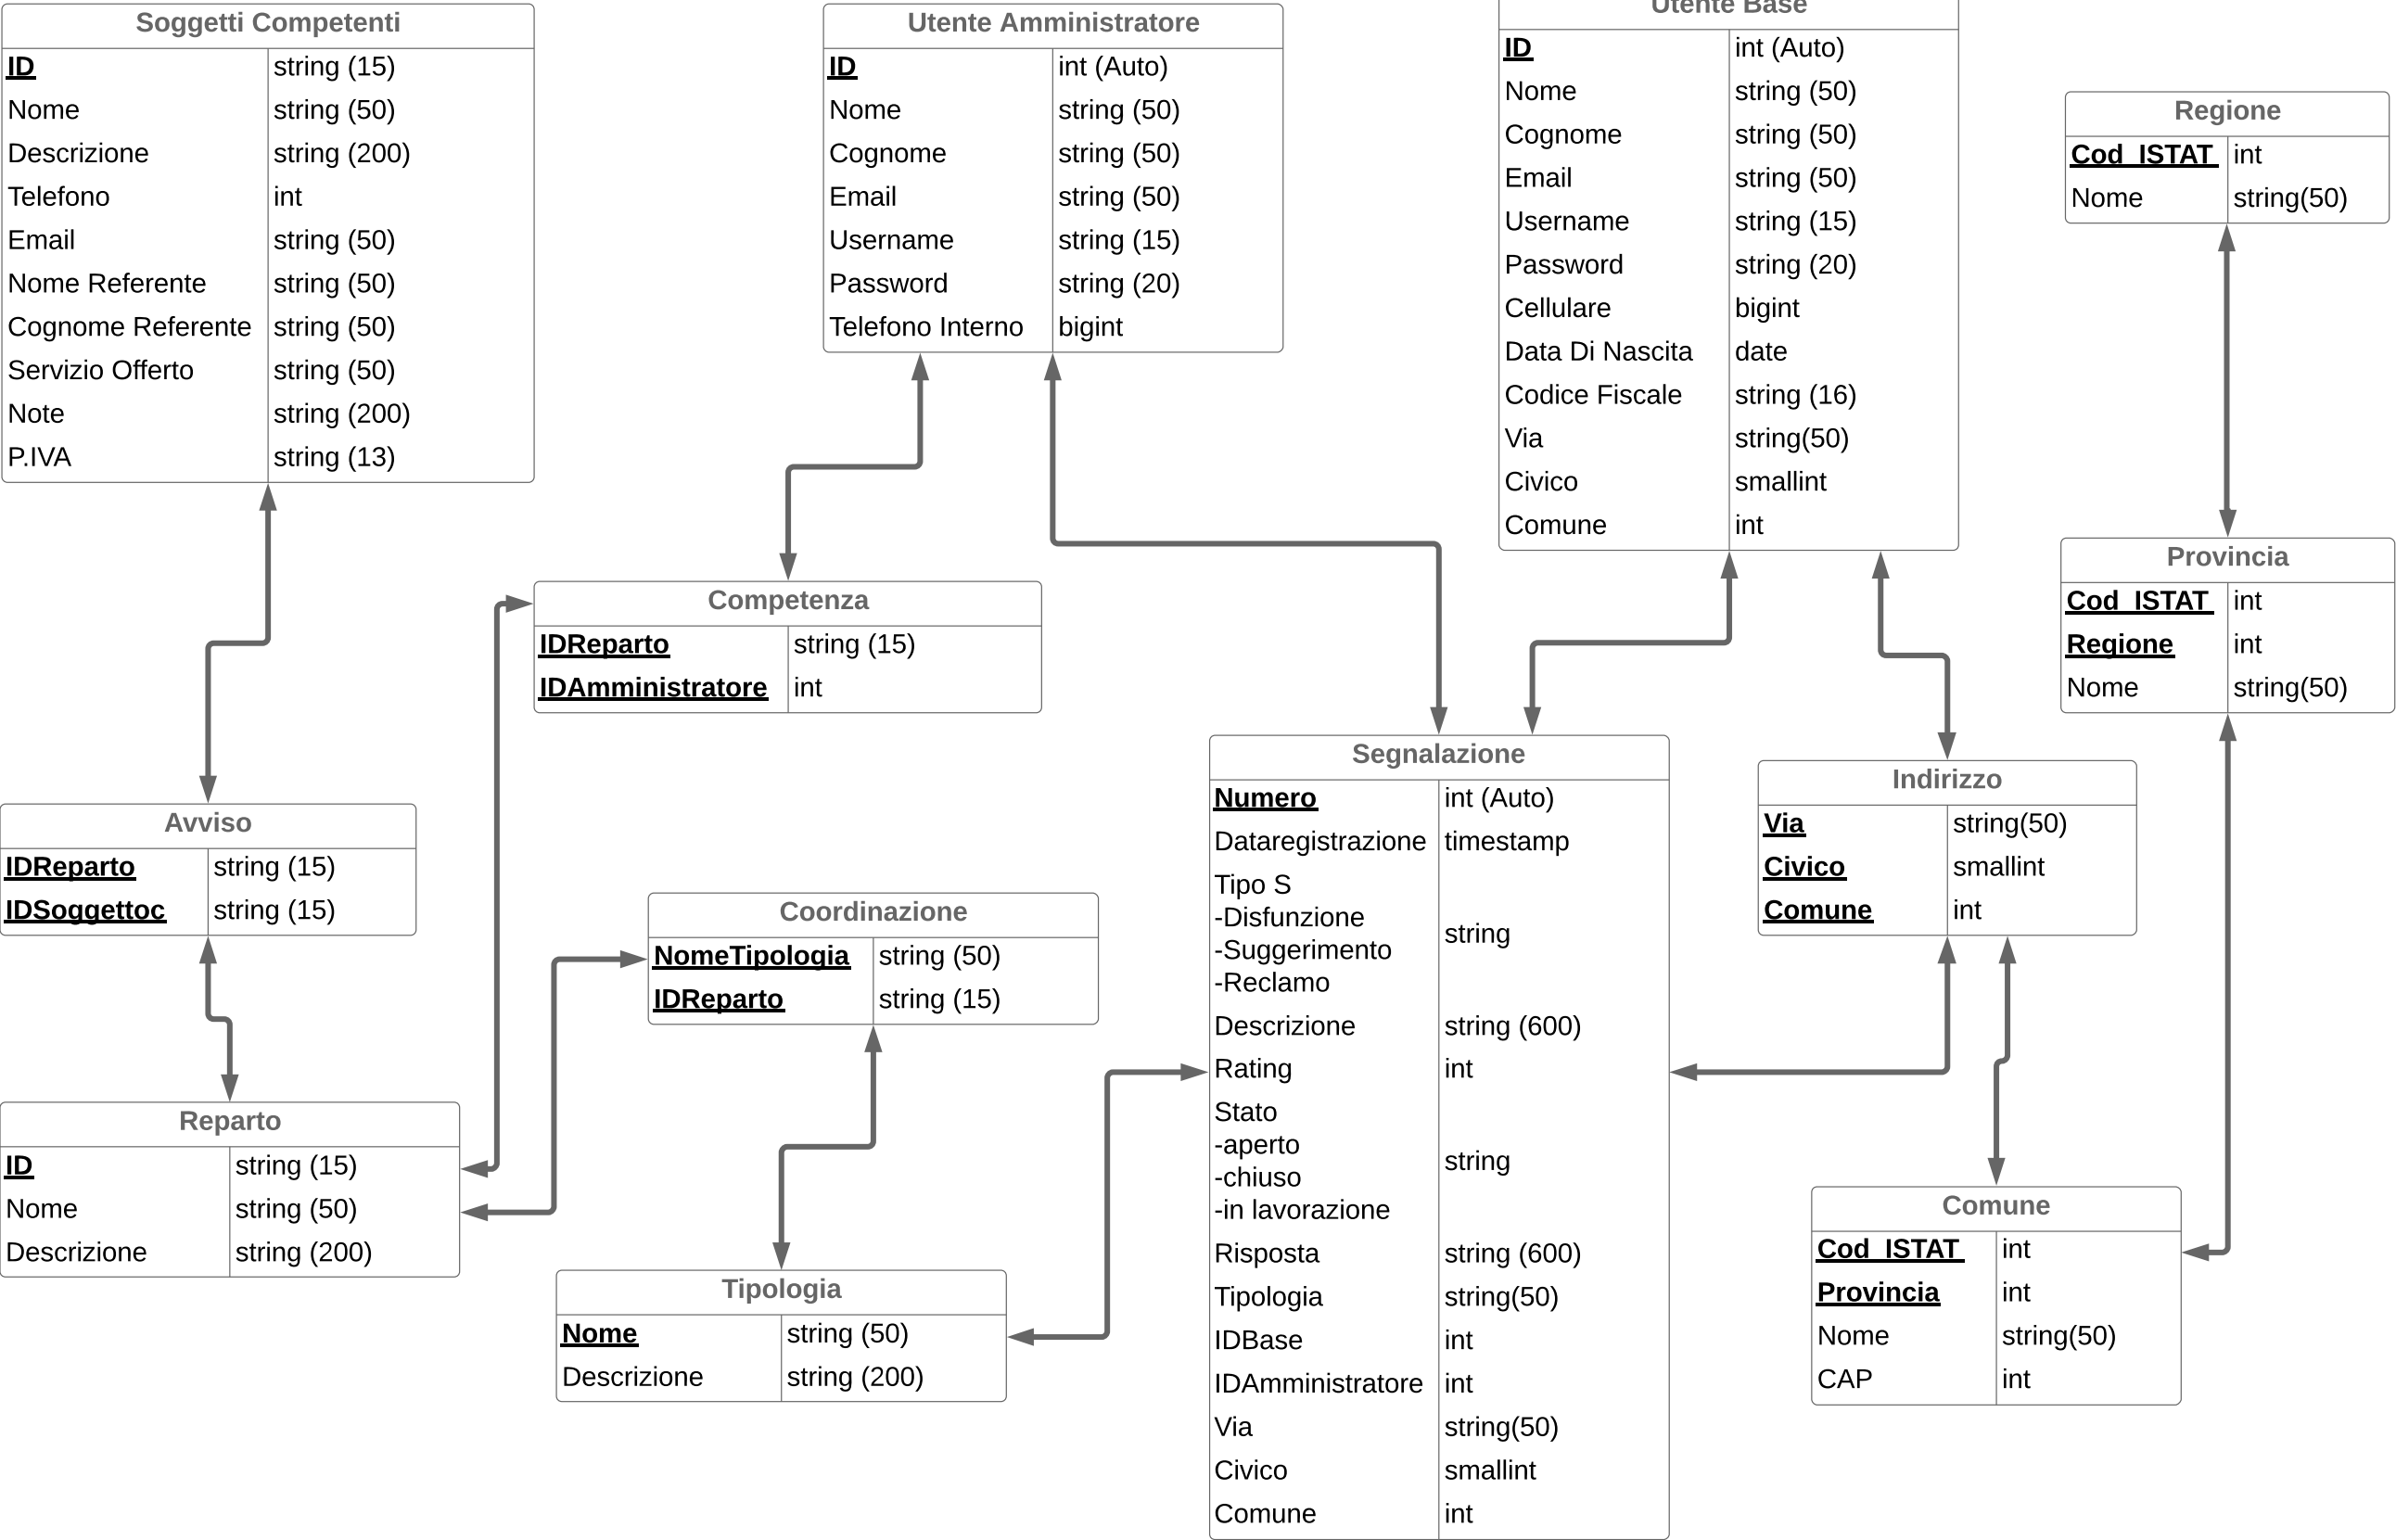 Soggetti Competenti
ID string (15)
Nome string (50)
Descrizione string (200)
Telefono int
Email string (50)
Nome Referente string (50)
Cognome Referente string (50)
Servizio Offerto string (50)
Note string (200)
P.IVA string (13)
Utente Amministratore
ID int (Auto)
Nome string (50)
Cognome string (50)
Email string (50)
Username string (15)
Password string (20)
Telefono Interno bigint
Utente Base
ID int (Auto)
Nome string (50)
Cognome string (50)
Email string (50)
Username string (15)
Password string (20)
Cellulare bigint
Data Di Nascita date
Codice Fiscale string (16)
Via string(50)
Civico smallint
Comune int
Regione
Cod_ISTAT int
Nome string(50)
Provincia
Cod_ISTAT int
Regione int
Nome string(50)
Competenza
IDReparto string (15)
IDAmministratore int
Avviso
IDReparto string (15)
IDSoggettoc string (15)
Coordinazione
NomeTipologia string (50)
IDReparto string (15)
Segnalazione
Numero int (Auto)
Dataregistrazione timestamp
Tipo S
-Disfunzione
-Suggerimento string
-Reclamo
Descrizione string (600)
Rating int
Stato
-aperto
-chiuso string
-in lavorazione
Risposta string (600)
Tipologia string(50)
IDBase int
IDAmministratore int
Via string(50)
Civico smallint
Comune int
Indirizzo
Via string(50)
Civico smallint
Comune int
Reparto
ID string (15)
Nome string (50)
Descrizione string (200)
Tipologia
Nome string (50)
Descrizione string (200)
Comune
Cod_ISTAT int
Provincia int
Nome string(50)
CAP int